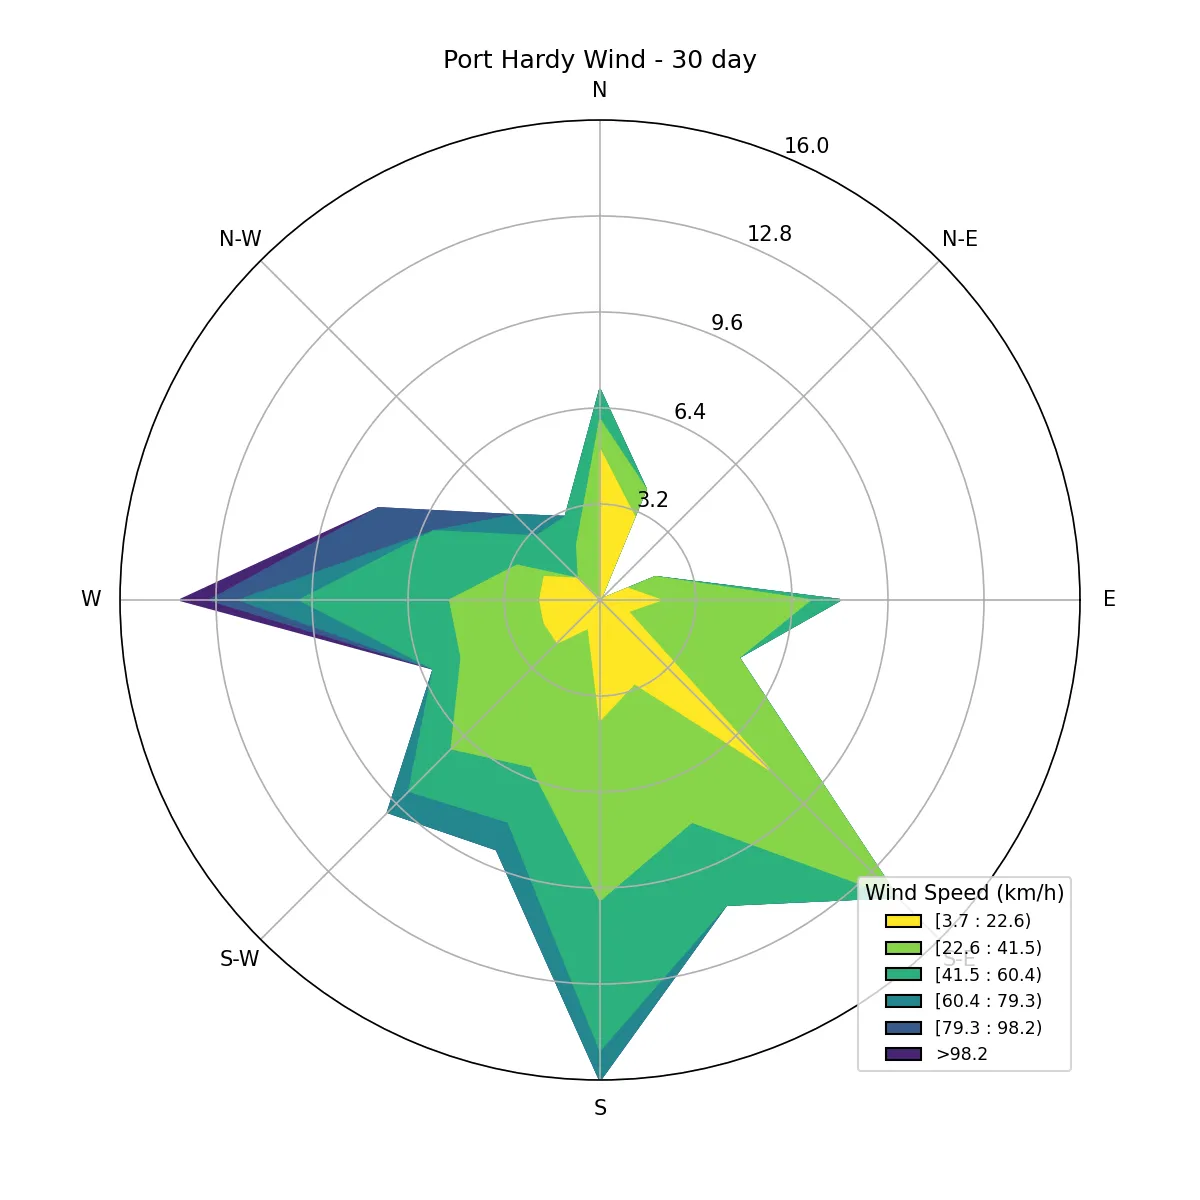 Port Hardy Wind - 30 day
N
16.0
N-W
12.8
N-E
9.6
6.4
3.2
W
E
Wind Speed (km/h)
[3.7 : 22.6)
[22.6 : 41.5)
S-W
S-E
[41.5 : 60.4)
[60.4 : 79.3)
[79.3 : 98.2)
>98.2
S